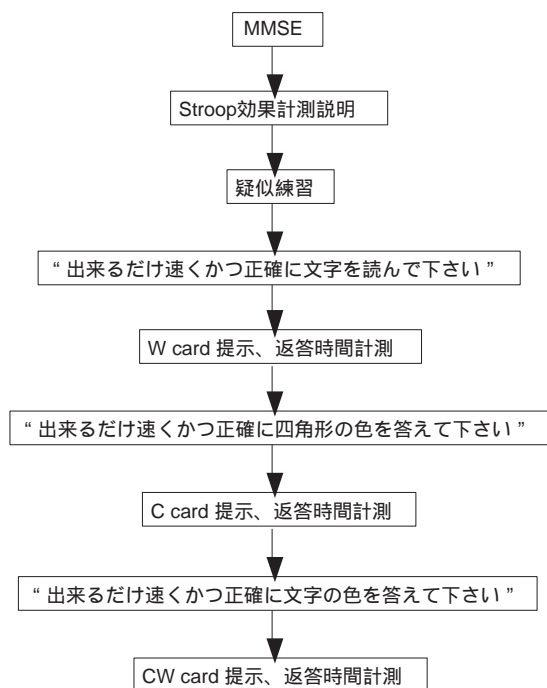 MMSE
Stroop効果計測説明
疑似練習
“ 出来るだけ速くかつ正確に文字を読んで下さい ”
W card 提示、返答時間計測
“ 出来るだけ速くかつ正確に四角形の色を答えて下さい ”
C card 提示、返答時間計測
“ 出来るだけ速くかつ正確に文字の色を答えて下さい ”
CW card 提示、返答時間計測